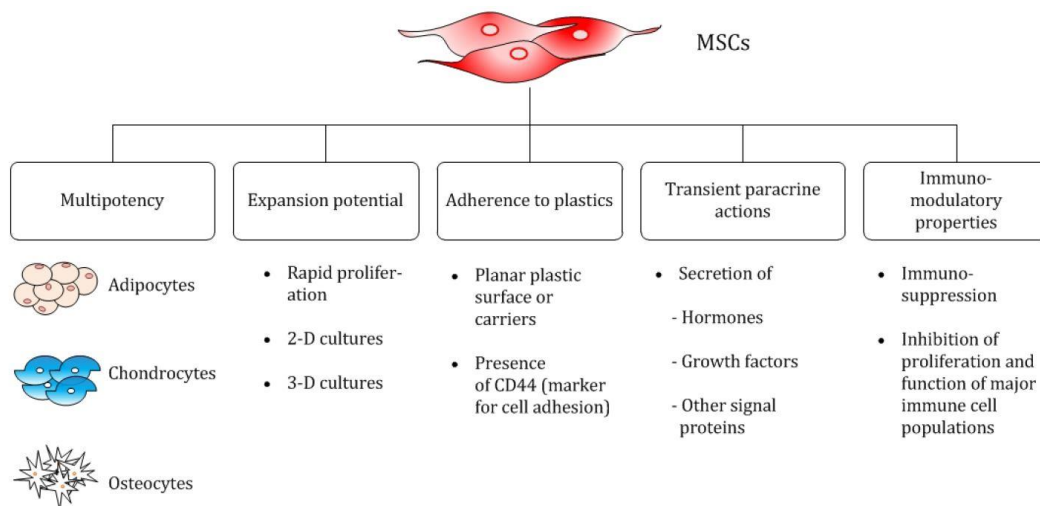 MSCs
Multipotency
Adipocytes
Chondrocytes
Osteocytes
Expansion potential
• Rapid prolifer-
ation
• 2-D cultures
• 3-D cultures
Adherence to plastics
• Planar plastic
surface or
carriers
• Presence
of CD44 (marker
for cell adhesion)
Transient paracrine
actions
• Secretion of
- Hormones
- Growth factors
- Other signal
proteins
Immuno-
modulatory
properties
• Immuno-
suppression
• Inhibition of
proliferation and
function of major
immune cell
populations